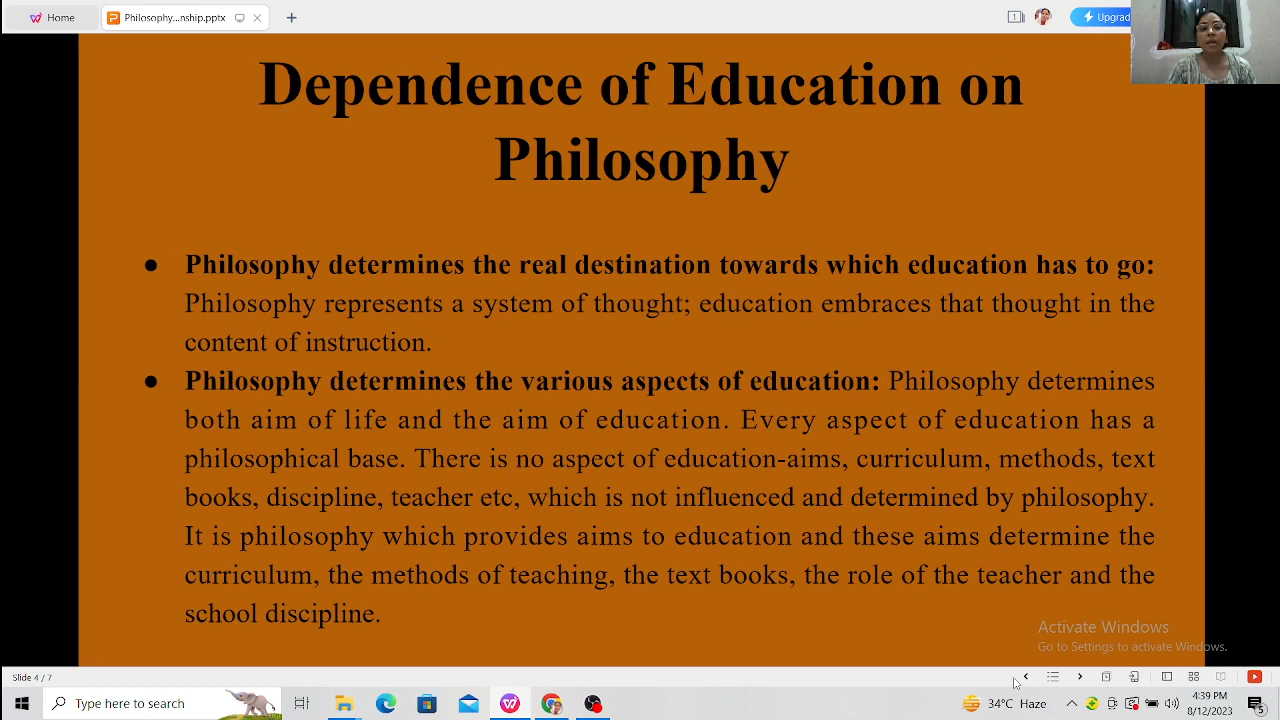 Home
Philosophy...nship.pptx
1
Upgrad
Dependence of Education on
Philosophy
● Philosophy determines the real destination towards which education has to go:
Philosophy represents a system of thought; education embraces that thought in the
content of instruction.
● Philosophy determines the various aspects of education: Philosophy determines
both aim of life and the aim of education. Every aspect of education has a
philosophical base. There is no aspect of education-aims, curriculum, methods, text
books, discipline, teacher etc, which is not influenced and determined by philosophy.
It is philosophy which provides aims to education and these aims determine the
curriculum, the methods of teaching, the text books, the role of the teacher and the
school discipline.
Activate Windows
Go to Settings to activate Windows.
Slide 4 / 7
Type here to search
34°C Haze
4:39 PM
8/12/2023
5